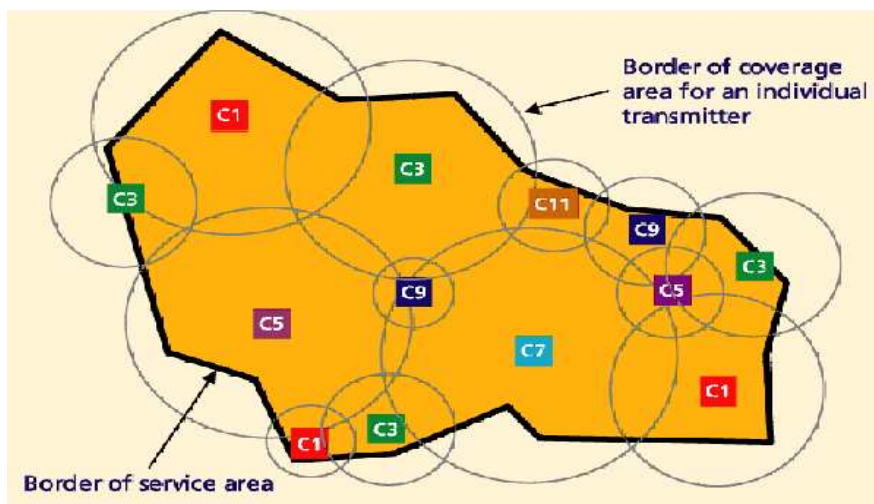 Border of coverage
area for an individual
transmitter
C1
C3
C3
C11
C9
C3
C9
C5
C5
C7
C1
C3
C1
Border of service area